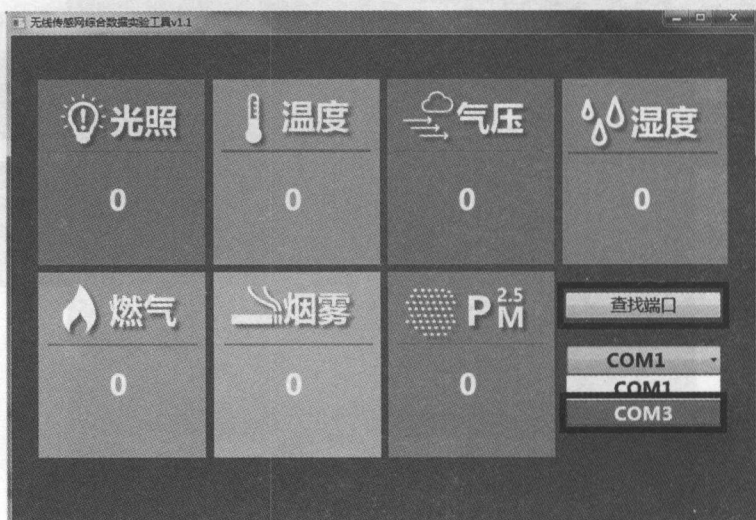 无线传感网综合数据实验工具v1.1
光照
温度
气压
湿度
0
0
0
0
燃气
烟雾
PM2.5
查找端口
0
0
0
COM1
COM1
COM3